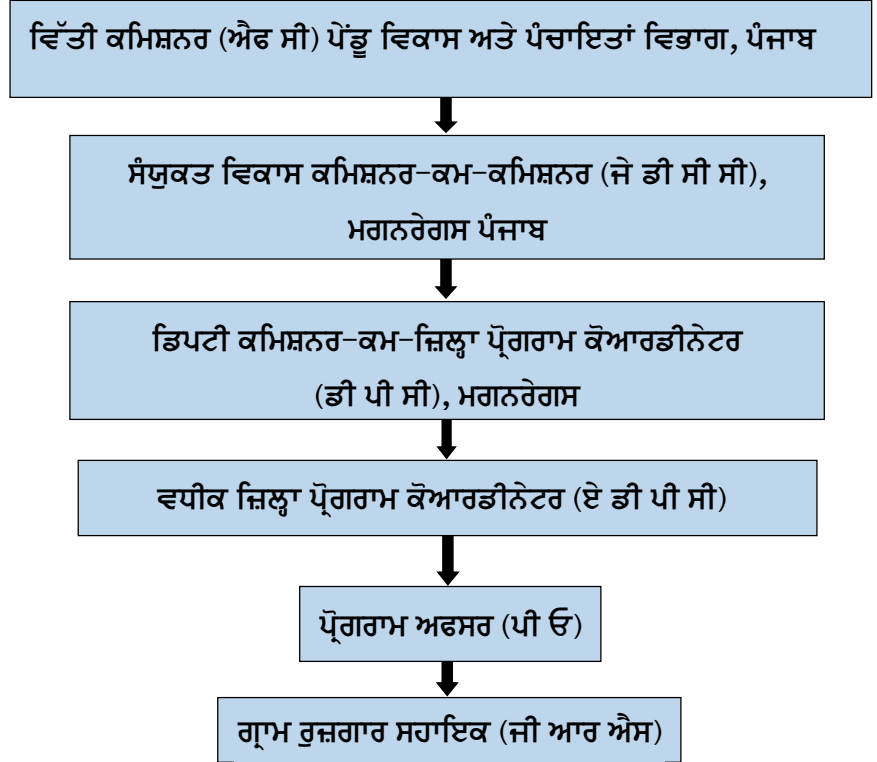 ਵਿੱਤੀ ਕਮਿਸ਼ਨਰ (ਐਫ ਸੀ) ਪੇਂਡੂ ਵਿਕਾਸ ਅਤੇ ਪੰਚਾਇਤਾਂ ਵਿਭਾਗ, ਪੰਜਾਬ
ਸੰਯੁਕਤ ਵਿਕਾਸ ਕਮਿਸ਼ਨਰ-ਕਮ-ਕਮਿਸ਼ਨਰ (ਜੇ ਡੀ ਸੀ ਸੀ),
ਮਗਨਰੇਗਸ ਪੰਜਾਬ
ਡਿਪਟੀ ਕਮਿਸ਼ਨਰ-ਕਮ-ਜ਼ਿਲ੍ਹਾ ਪ੍ਰੋਗਰਾਮ ਕੋਆਰਡੀਨੇਟਰ
(ਡੀ ਪੀ ਸੀ), ਮਗਨਰੇਗਸ
ਵਧੀਕ ਜ਼ਿਲ੍ਹਾ ਪ੍ਰੋਗਰਾਮ ਕੋਆਰਡੀਨੇਟਰ (ਏ ਡੀ ਪੀ ਸੀ)
ਪ੍ਰੋਗਰਾਮ ਅਫਸਰ (ਪੀ ਓ)
ਗ੍ਰਾਮ ਰੁਜ਼ਗਾਰ ਸਹਾਇਕ (ਜੀ ਆਰ ਐਸ)